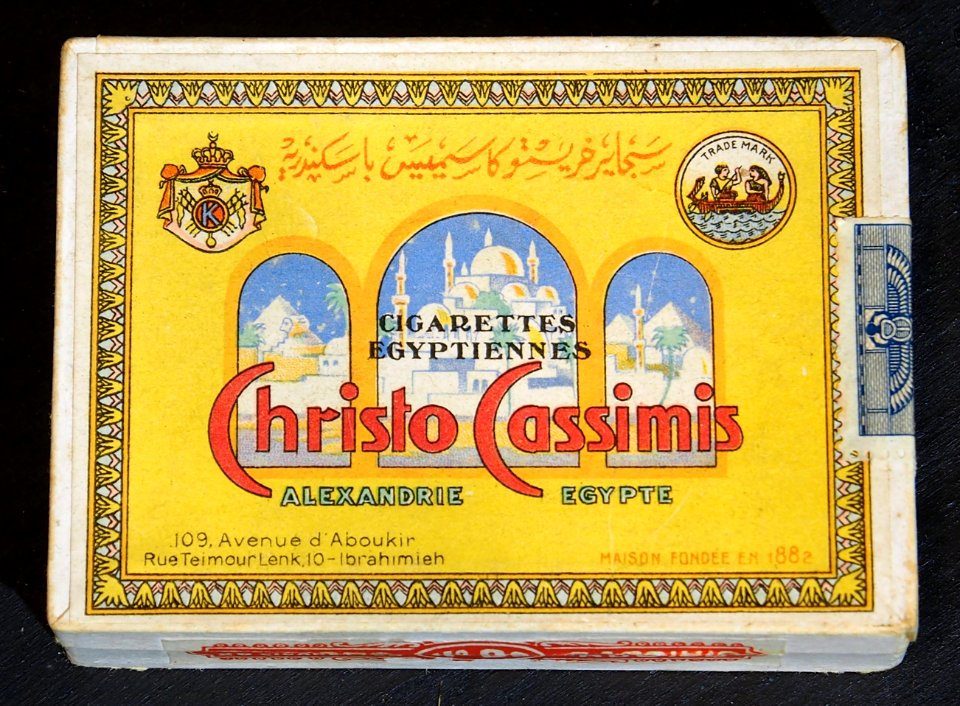 سجاير خريستو كاسيميس باسكندرية
TRADE MARK
K
CIGARETTES
EGYPTIENNES
Christo Cassimis
ALEXANDRIE EGYPTE
109, Avenue d'Aboukir
Rue Teimour Lenk, 10 - Ibrahimieh
MAISON FONDÉE EN 1882